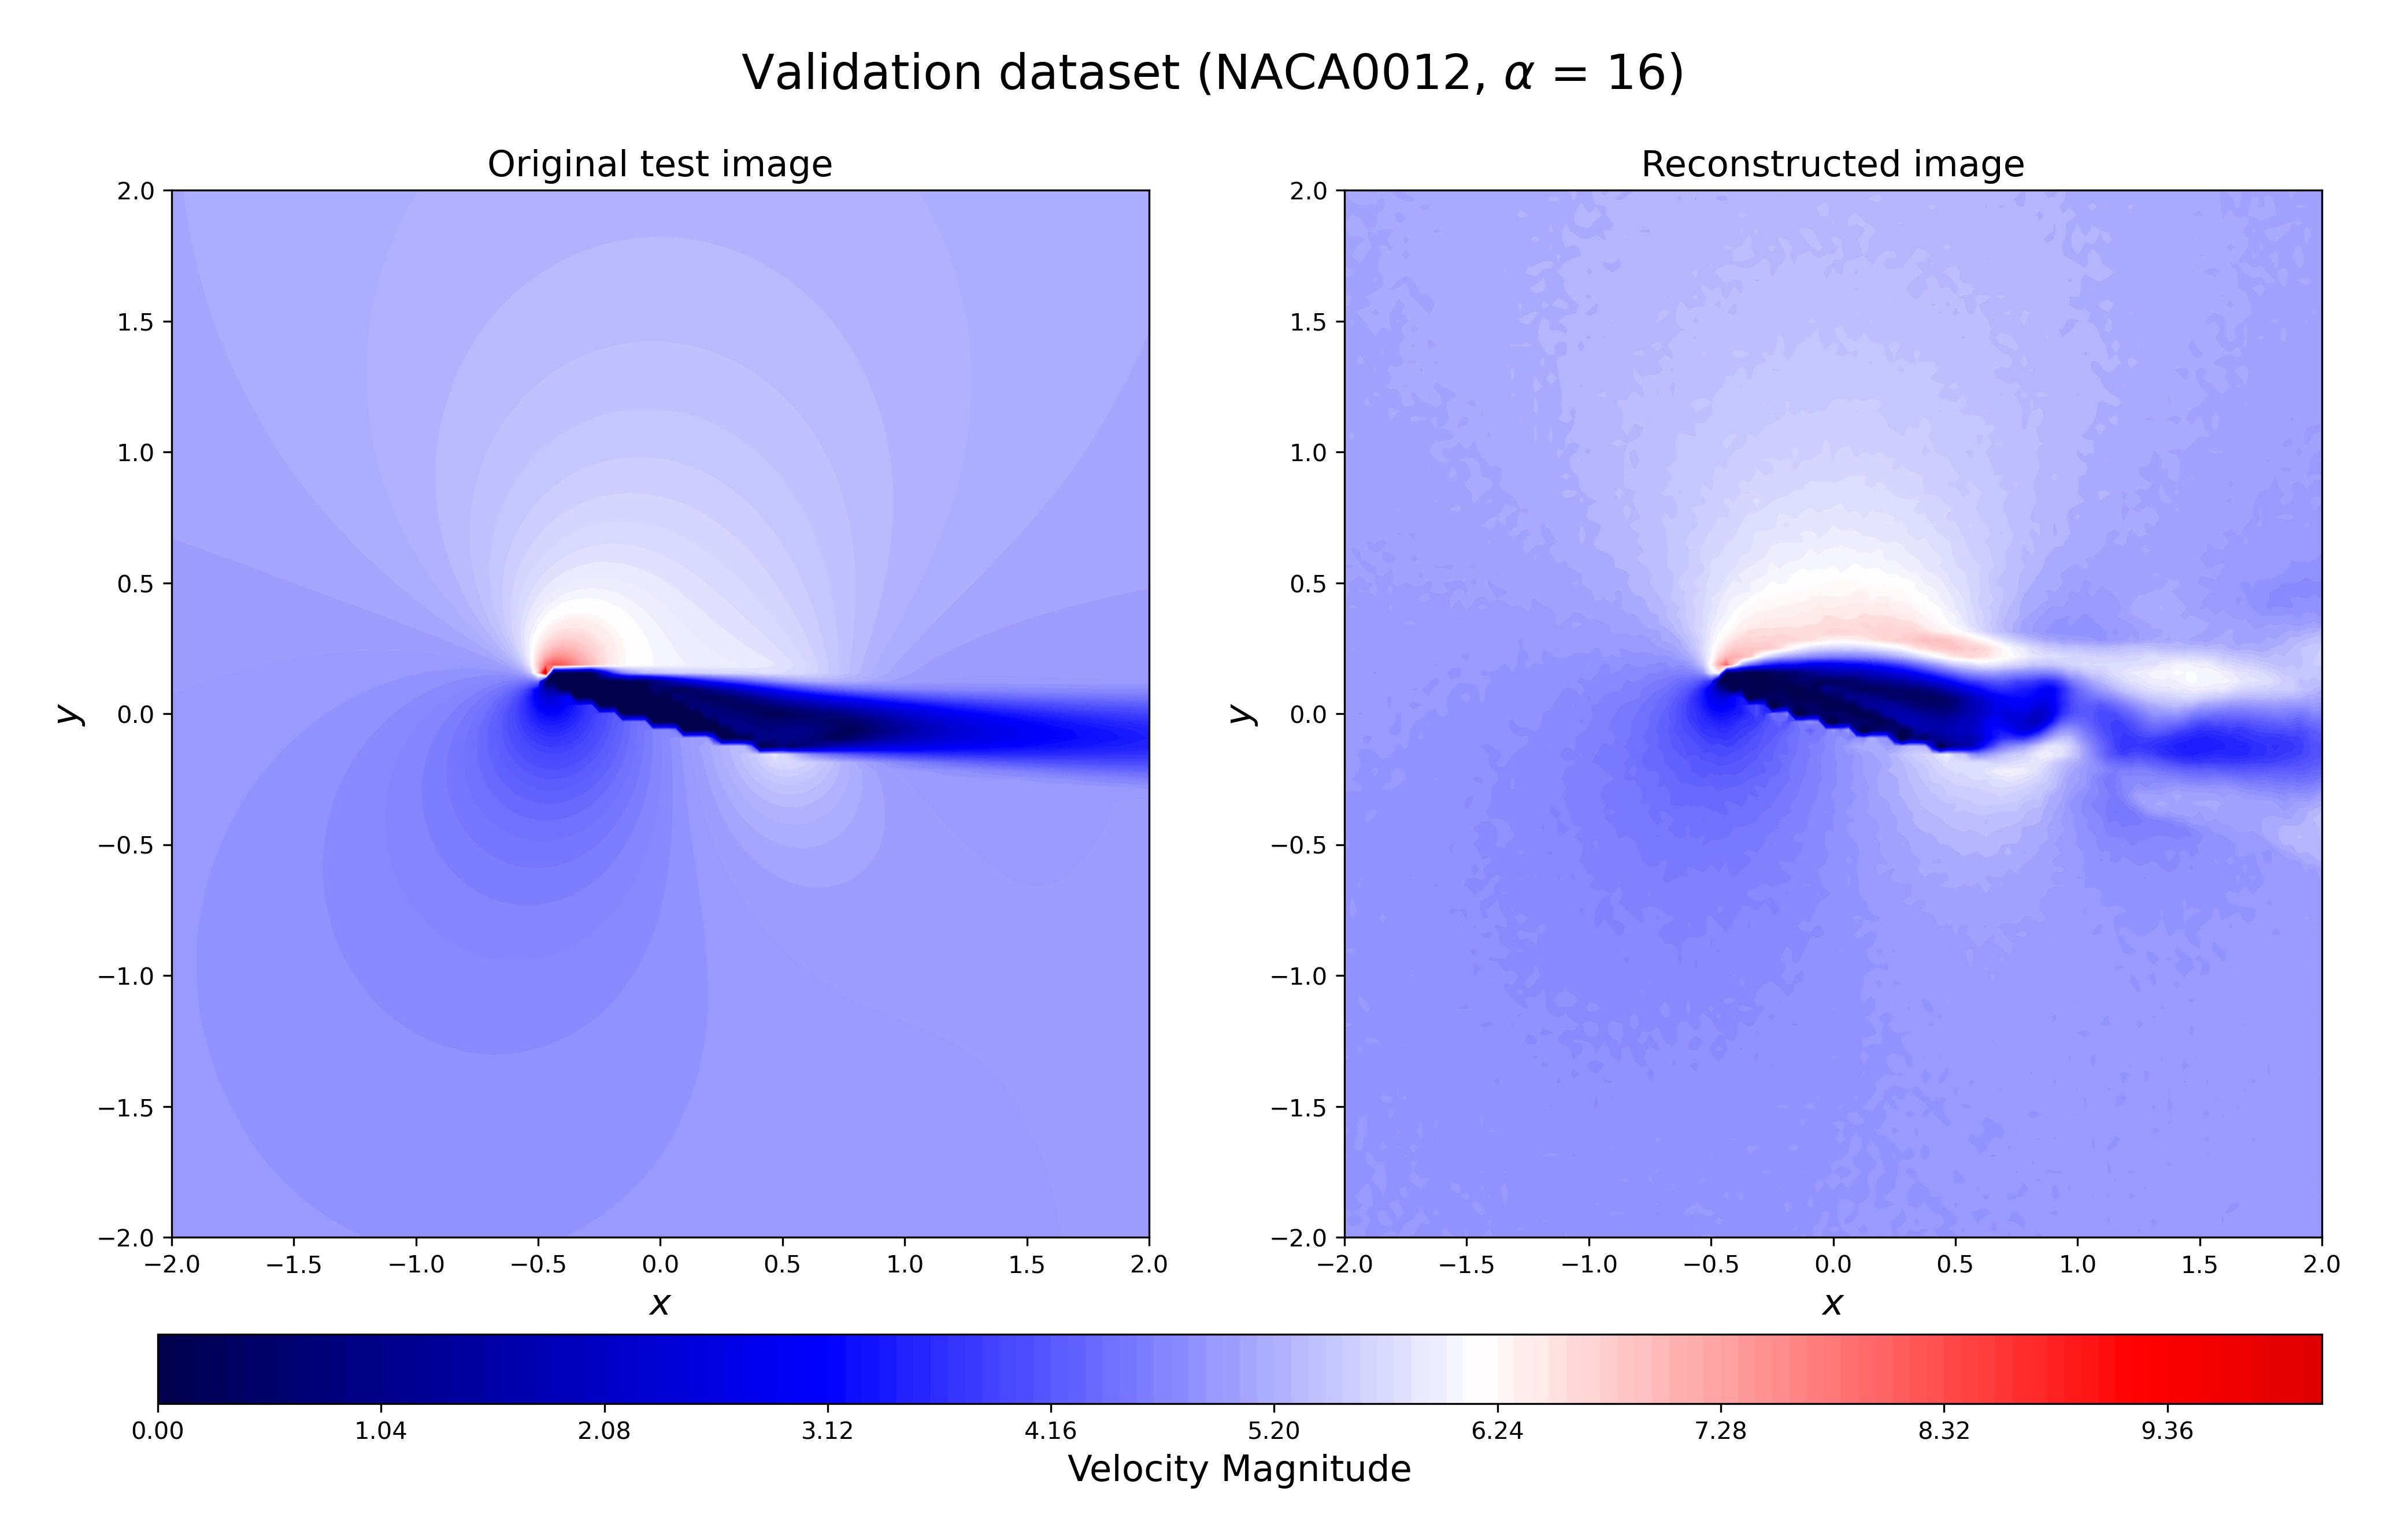 Validation dataset (NACA0012, α = 16)
Original test image
Reconstructed image
2.0
1.5
1.0
0.5
0.0
−0.5
−1.0
−1.5
−2.0
y
−2.0 −1.5 −1.0 −0.5 0.0 0.5 1.0 1.5 2.0
x
2.0
1.5
1.0
0.5
0.0
−0.5
−1.0
−1.5
−2.0
y
−2.0 −1.5 −1.0 −0.5 0.0 0.5 1.0 1.5 2.0
x
0.00 1.04 2.08 3.12 4.16 5.20 6.24 7.28 8.32 9.36
Velocity Magnitude